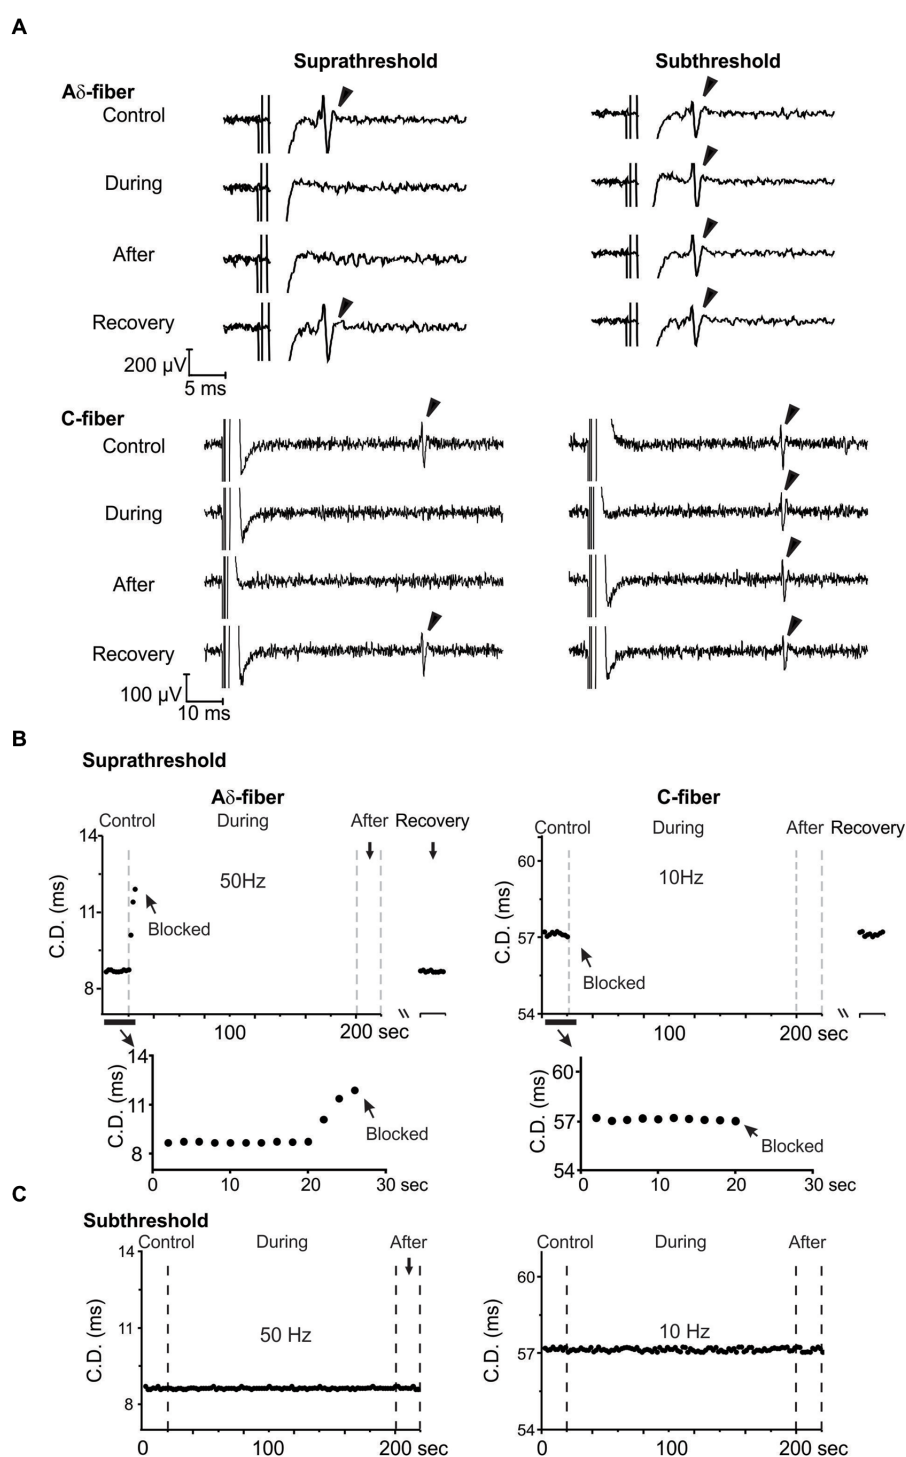 A
Suprathreshold Subthreshold
Aδ-fiber
Control
During
After
Recovery
200 µV
5 ms
C-fiber
Control
During
After
Recovery
100 µV
10 ms
B
Suprathreshold
Aδ-fiber
Control During After Recovery
14
11
8
C.D. (ms)
50Hz
Blocked
100 200 sec
14
11
8
C.D. (ms)
Blocked
0 10 20 30 sec
C-fiber
Control During After Recovery
60
57
54
C.D. (ms)
10Hz
Blocked
100 200 sec
60
57
54
C.D. (ms)
Blocked
0 10 20 30 sec
C
Subthreshold
Control During After
14
11
8
C.D. (ms)
50 Hz
0 100 200 sec
Control During After
60
57
54
C.D. (ms)
10 Hz
0 100 200 sec